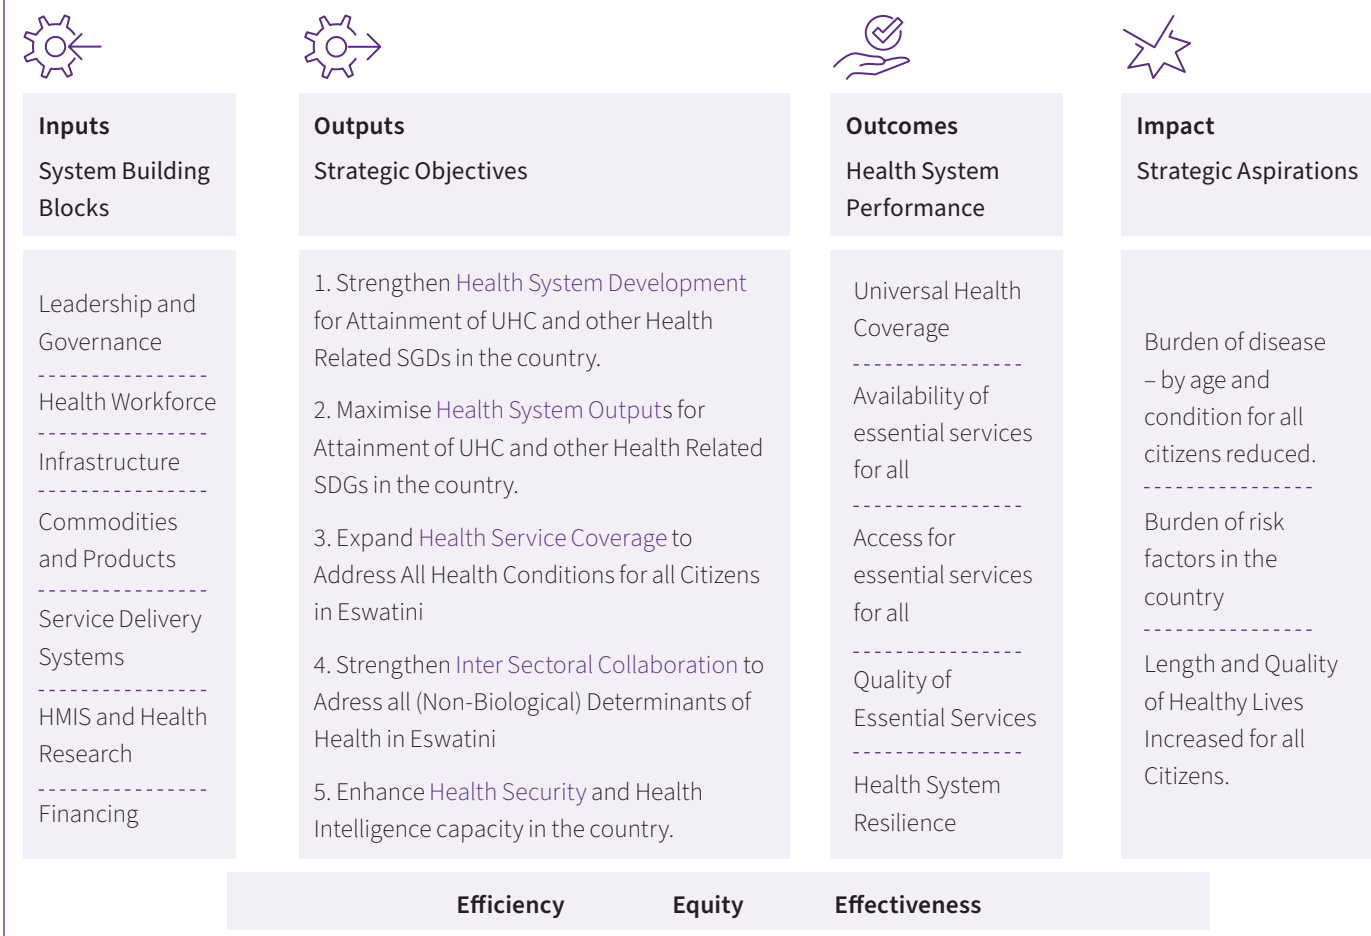 Inputs
System Building
Blocks
Outputs
Strategic Objectives
Outcomes
Health System
Performance
Impact
Strategic Aspirations
Leadership and
Governance
Health Workforce
Infrastructure
Commodities
and Products
Service Delivery
Systems
HMIS and Health
Research
Financing
1. Strengthen Health System Development
for Attainment of UHC and other Health
Related SGDs in the country.
2. Maximise Health System Outputs for
Attainment of UHC and other Health Related
SDGs in the country.
3. Expand Health Service Coverage to
Address All Health Conditions for all Citizens
in Eswatini
4. Strengthen Inter Sectoral Collaboration to
Adress all (Non-Biological) Determinants of
Health in Eswatini
5. Enhance Health Security and Health
Intelligence capacity in the country.
Universal Health
Coverage
Availability of
essential services
for all
Access for
essential services
for all
Quality of
Essential Services
Health System
Resilience
Burden of disease
– by age and
condition for all
citizens reduced.
Burden of risk
factors in the
country
Length and Quality
of Healthy Lives
Increased for all
Citizens.
Efficiency Equity Effectiveness